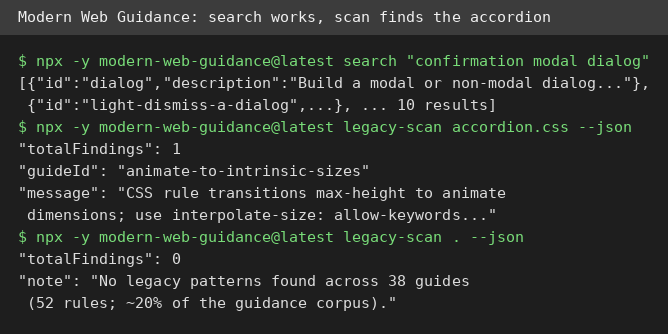 Modern Web Guidance: search works, scan finds the accordion
$ npx -y modern-web-guidance@latest search "confirmation modal dialog"
[{"id":"dialog","description":"Build a modal or non-modal dialog..."},
{"id":"light-dismiss-a-dialog",...}, ... 10 results]
$ npx -y modern-web-guidance@latest legacy-scan accordion.css --json
"totalFindings": 1
"guideId": "animate-to-intrinsic-sizes"
"message": "CSS rule transitions max-height to animate
dimensions; use interpolate-size: allow-keywords..."
$ npx -y modern-web-guidance@latest legacy-scan . --json
"totalFindings": 0
"note": "No legacy patterns found across 38 guides
(52 rules; ~20% of the guidance corpus)."